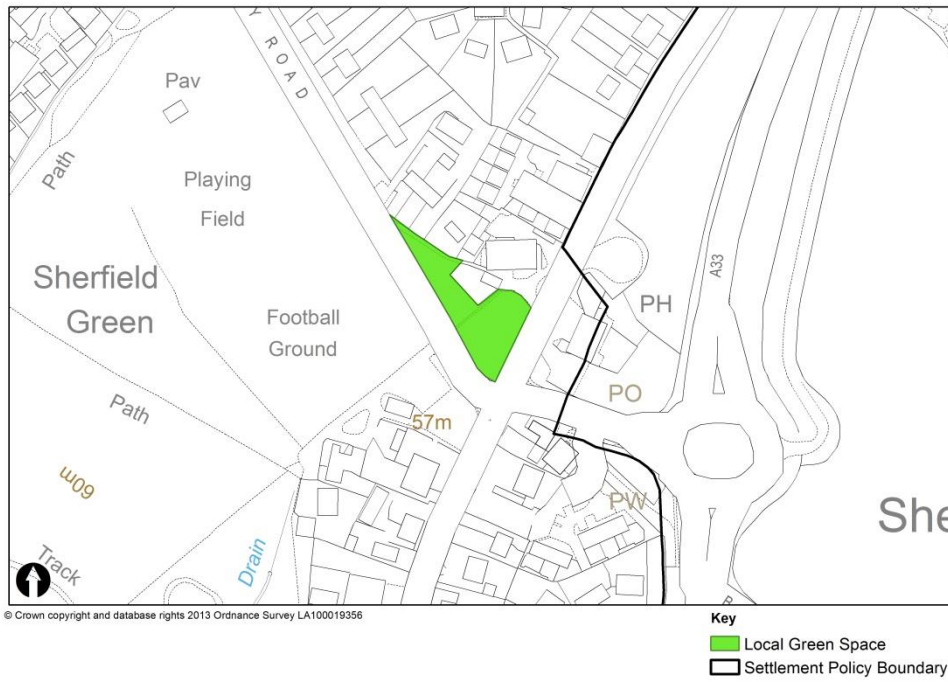 Y ROAD
Pav
Path
Playing
Field
Sherfield
Green
Football
Ground
A33
PH
PO
Path
57m
60m
PW
She
Drain
Track
© Crown copyright and database rights 2013 Ordnance Survey LA100019356
Key
Local Green Space
Settlement Policy Boundary